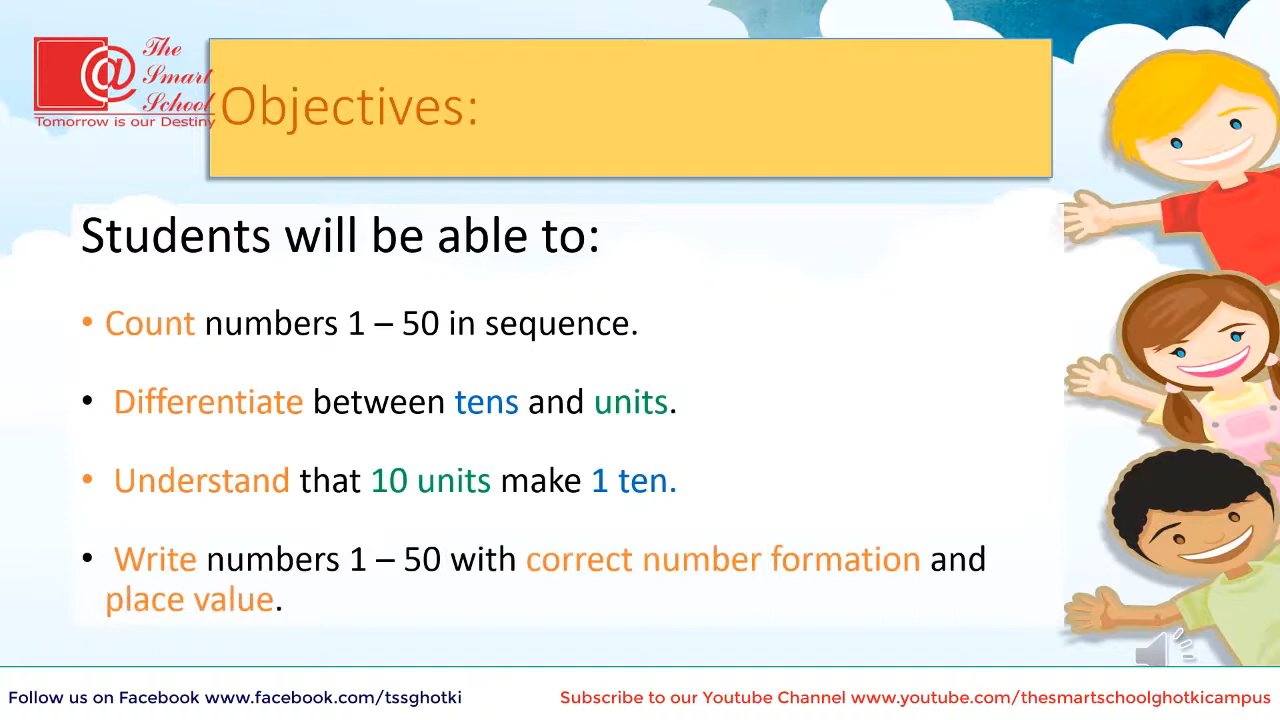 The
Smart
School
Tomorrow is our Destiny
Objectives:
Students will be able to:
• Count numbers 1 – 50 in sequence.
• Differentiate between tens and units.
• Understand that 10 units make 1 ten.
• Write numbers 1 – 50 with correct number formation and
place value.
Follow us on Facebook www.facebook.com/tssghotki
Subscribe to our Youtube Channel www.youtube.com/thesmartschoolghotkicampus